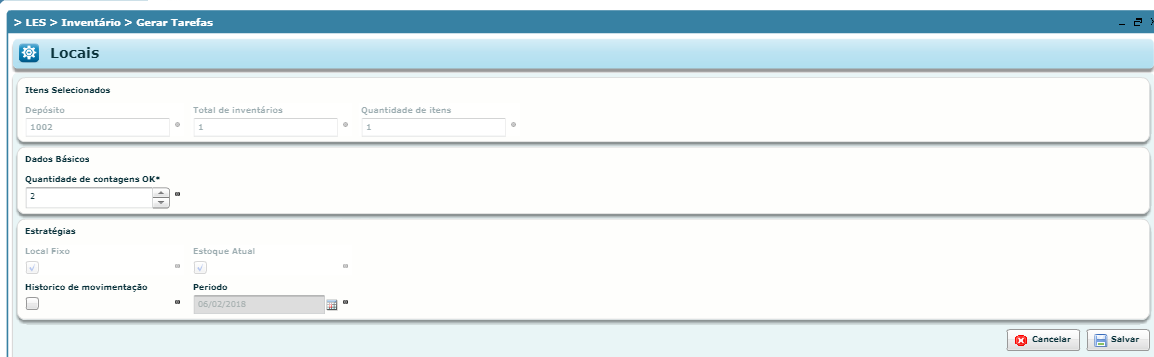 > LES > Inventário > Gerar Tarefas
Locais
Itens Selecionados
Depósito Total de inventários Quantidade de itens
1002 1 1
Dados Básicos
Quantidade de contagens OK*
2
Estratégias
Local Fixo Estoque Atual
Historico de movimentação Periodo
06/02/2018
Cancelar Salvar